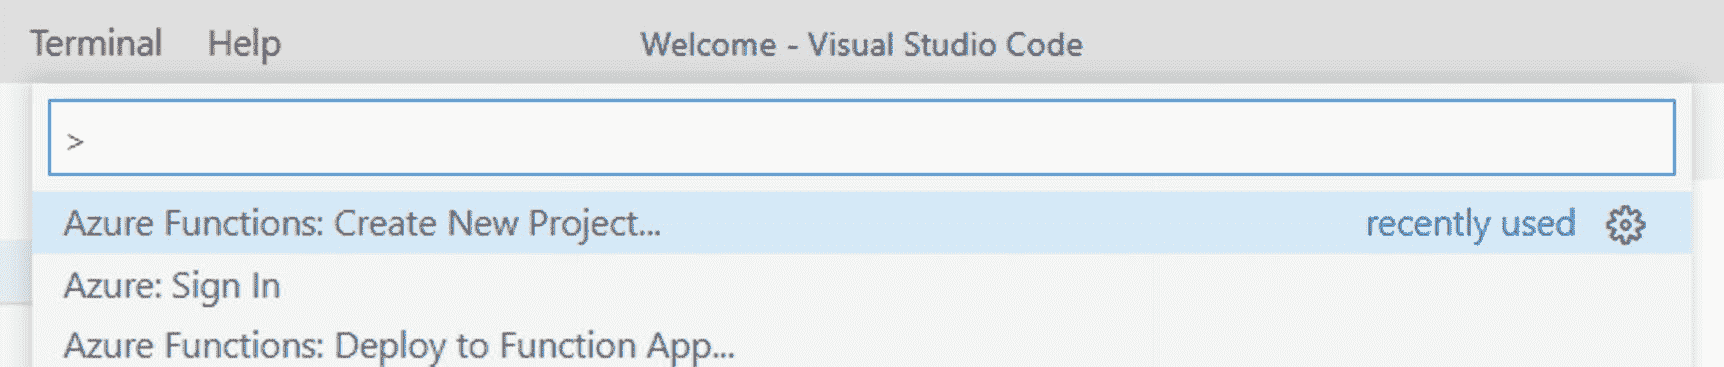 Terminal Help Welcome - Visual Studio Code
>
Azure Functions: Create New Project... recently used
Azure: Sign In
Azure Functions: Deploy to Function App...